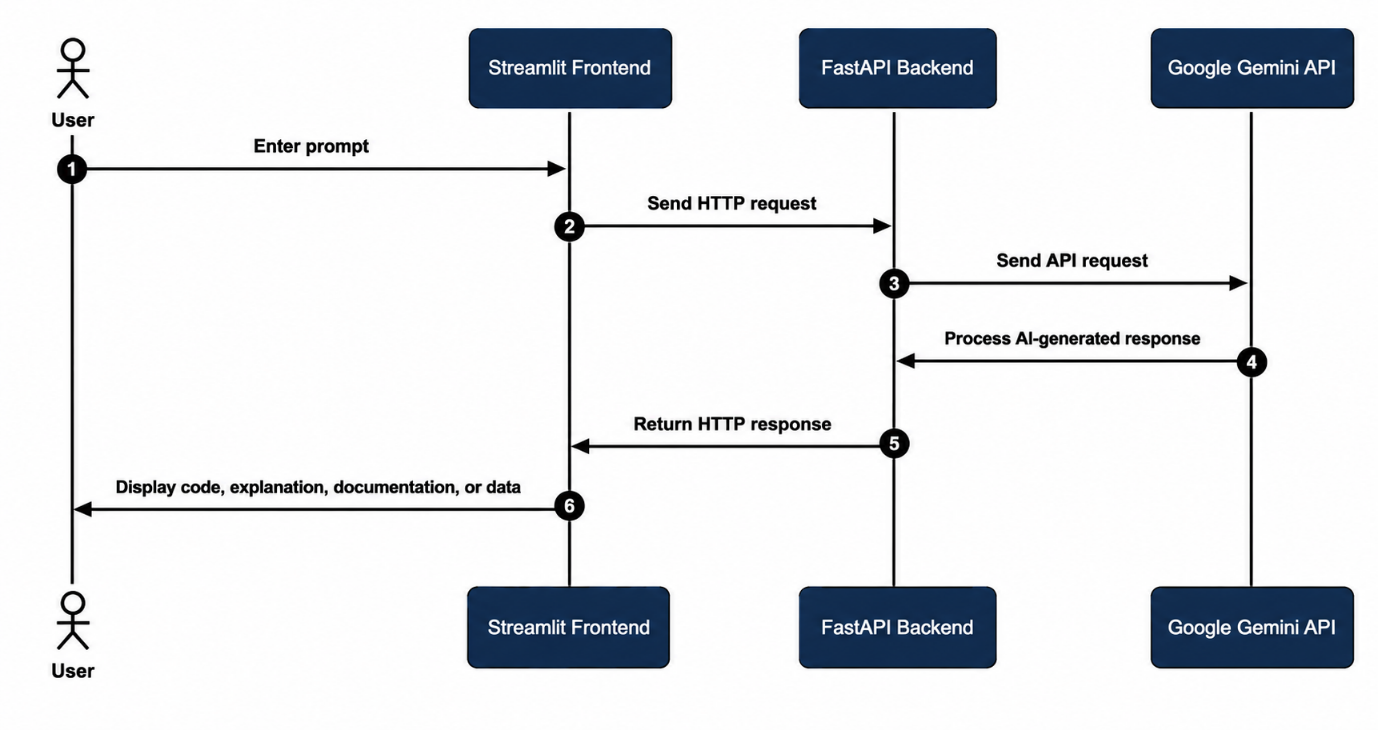 Streamlit Frontend
FastAPI Backend
Google Gemini API
User
Enter prompt
1
Send HTTP request
2
Send API request
3
Process AI-generated response
4
Return HTTP response
5
Display code, explanation, documentation, or data
6
Streamlit Frontend
FastAPI Backend
Google Gemini API
User